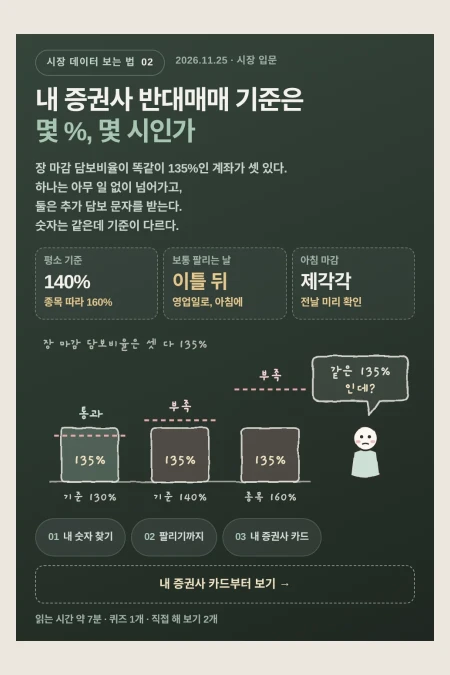 시장 데이터 보는 법 02
2026.11.25 · 시장 입문
내 증권사 반대매매 기준은
몇 %, 몇 시인가
장 마감 담보비율이 똑같이 135%인 계좌가 셋 있다.
하나는 아무 일 없이 넘어가고,
둘은 추가 담보 문자를 받는다.
숫자는 같은데 기준이 다르다.
평소 기준
140%
종목 따라 160%
보통 팔리는 날
이틀 뒤
영업일로, 아침에
아침 마감
제각각
전날 미리 확인
장 마감 담보비율은 셋 다 135%
통과
부족
부족
같은 135%
인데?
135%
135%
135%
기준 130%
기준 140%
종목 160%
01 내 숫자 찾기
02 팔리기까지
03 내 증권사 카드
내 증권사 카드부터 보기 →
읽는 시간 약 7분 · 퀴즈 1개 · 직접 해 보기 2개